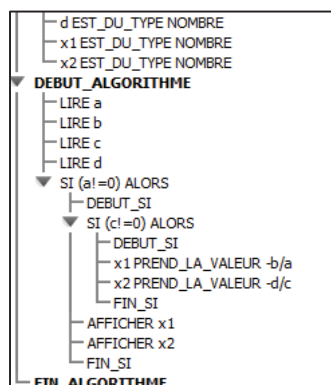 d EST_DU_TYPE NOMBRE
x1 EST_DU_TYPE NOMBRE
x2 EST_DU_TYPE NOMBRE
DEBUT_ALGORITHME
LIRE a
LIRE b
LIRE c
LIRE d
SI (a!=0) ALORS
DEBUT_SI
SI (c!=0) ALORS
DEBUT_SI
x1 PREND_LA_VALEUR -b/a
x2 PREND_LA_VALEUR -d/c
FIN_SI
AFFICHER x1
AFFICHER x2
FIN_SI
FIN_ALGORITHME